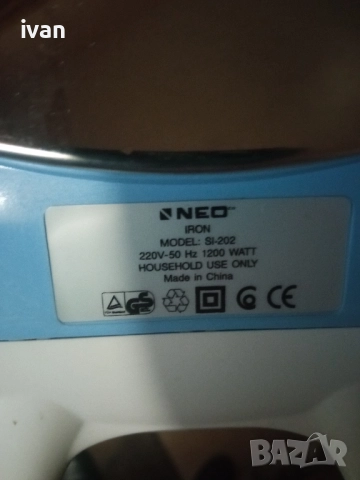 ivan
NEO
IRON
MODEL: SI-202
220V-50 Hz 1200 WATT
HOUSEHOLD USE ONLY
Made in China
GS
CE
BAZAR